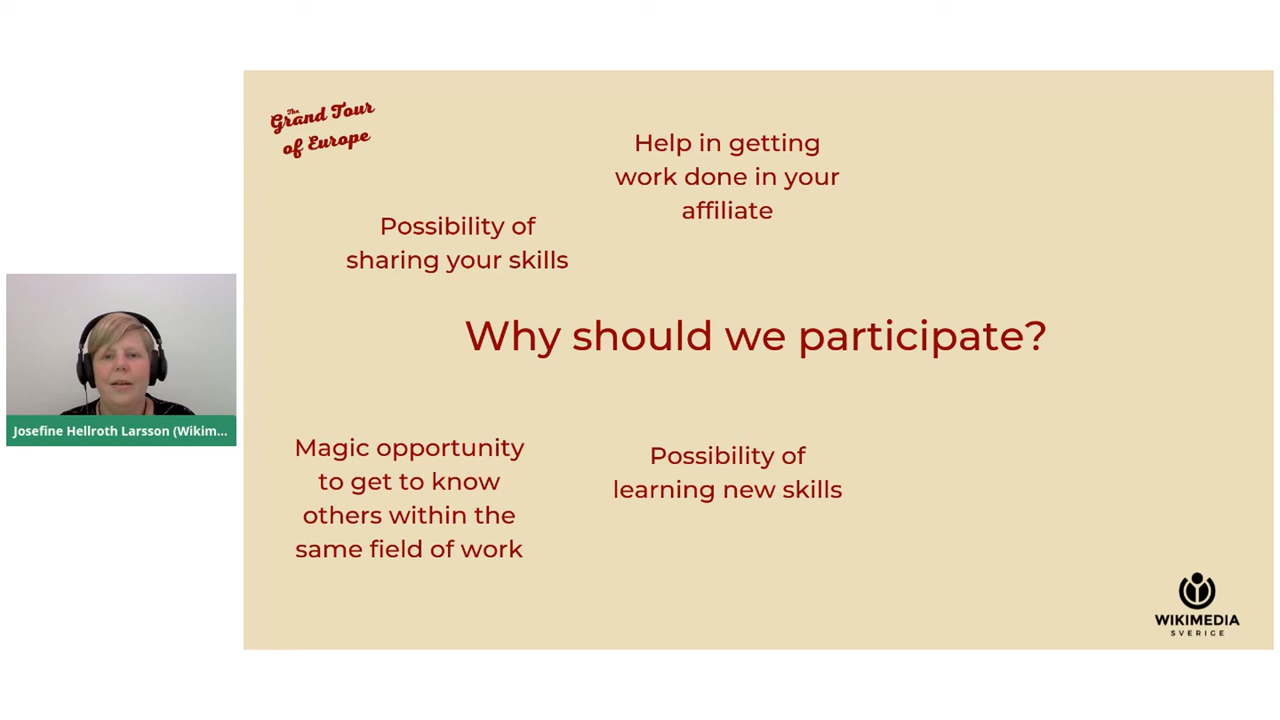 The
Grand Tour
of Europe
Help in getting
work done in your
affiliate
Possibility of
sharing your skills
Why should we participate?
Josefine Hellroth Larsson (Wikim...
Magic opportunity
to get to know
others within the
same field of work
Possibility of
learning new skills
WIKIMEDIA
SVERIGE